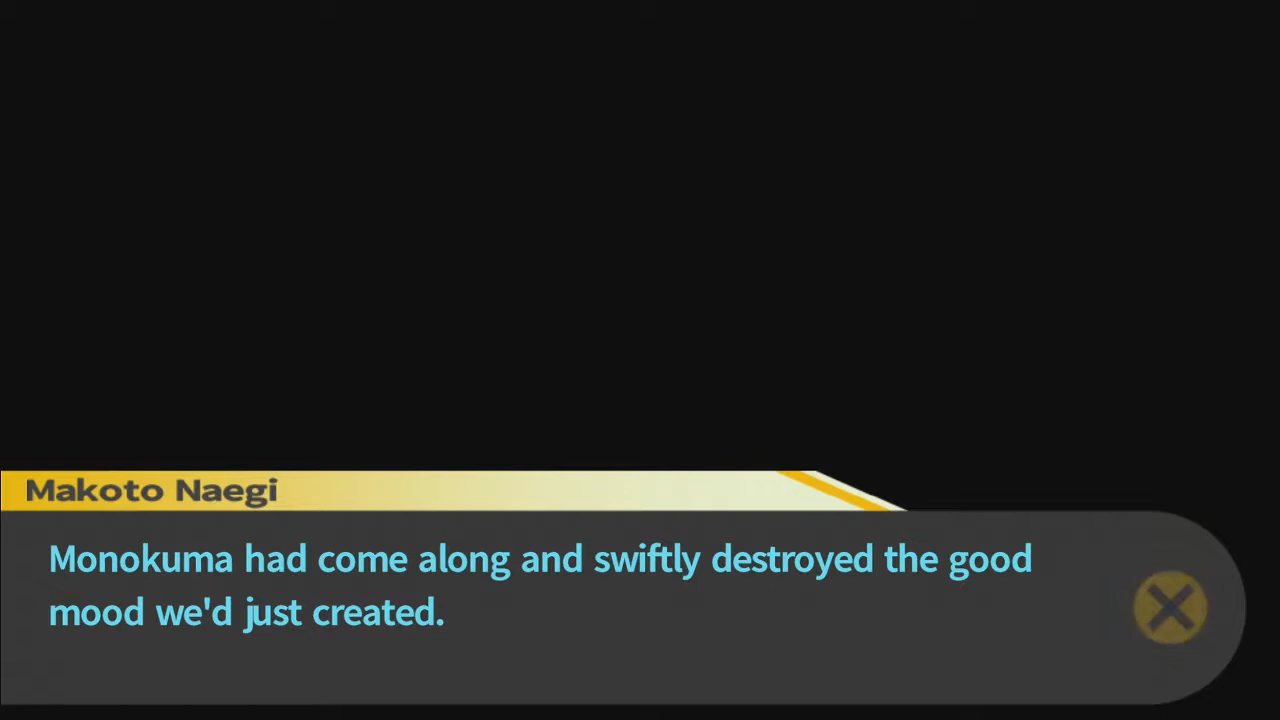 Makoto Naegi
Monokuma had come along and swiftly destroyed the good
mood we'd just created.